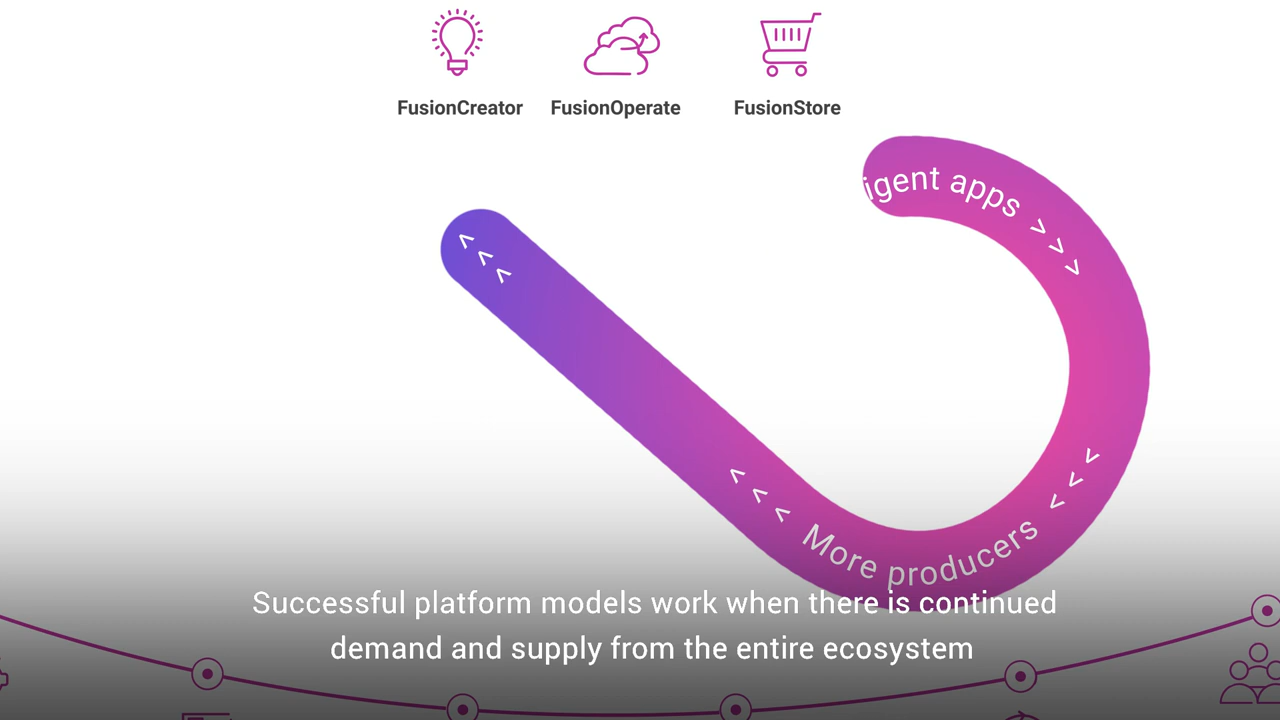 FusionCreator
FusionOperate
FusionStore
igent apps >>>
<<< More producers <<<
<<<
Successful platform models work when there is continued
demand and supply from the entire ecosystem